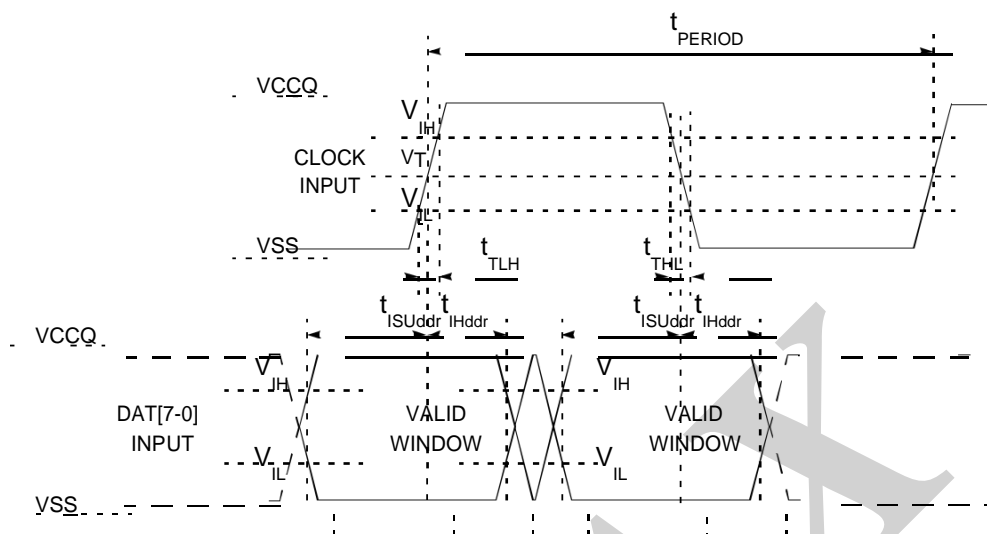 tPERIOD
VCCQ
VIH
CLOCK
INPUT
VT
VIL
VSS
tTLH
tTHL
tISUddr tIHddr
tISUddr tIHddr
VCCQ
VIH
VIH
DAT[7-0]
INPUT
VALID
WINDOW
VALID
WINDOW
VIL
VIL
VSS